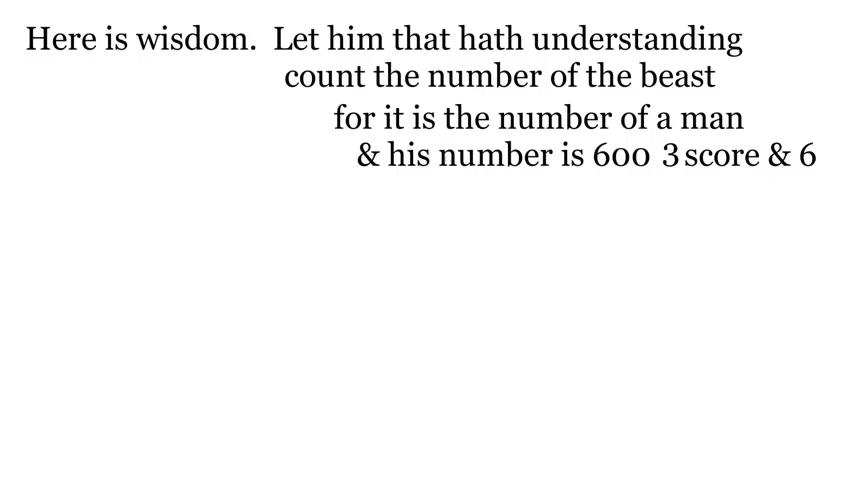 Here is wisdom. Let him that hath understanding
count the number of the beast
for it is the number of a man
& his number is 600 3 score & 6